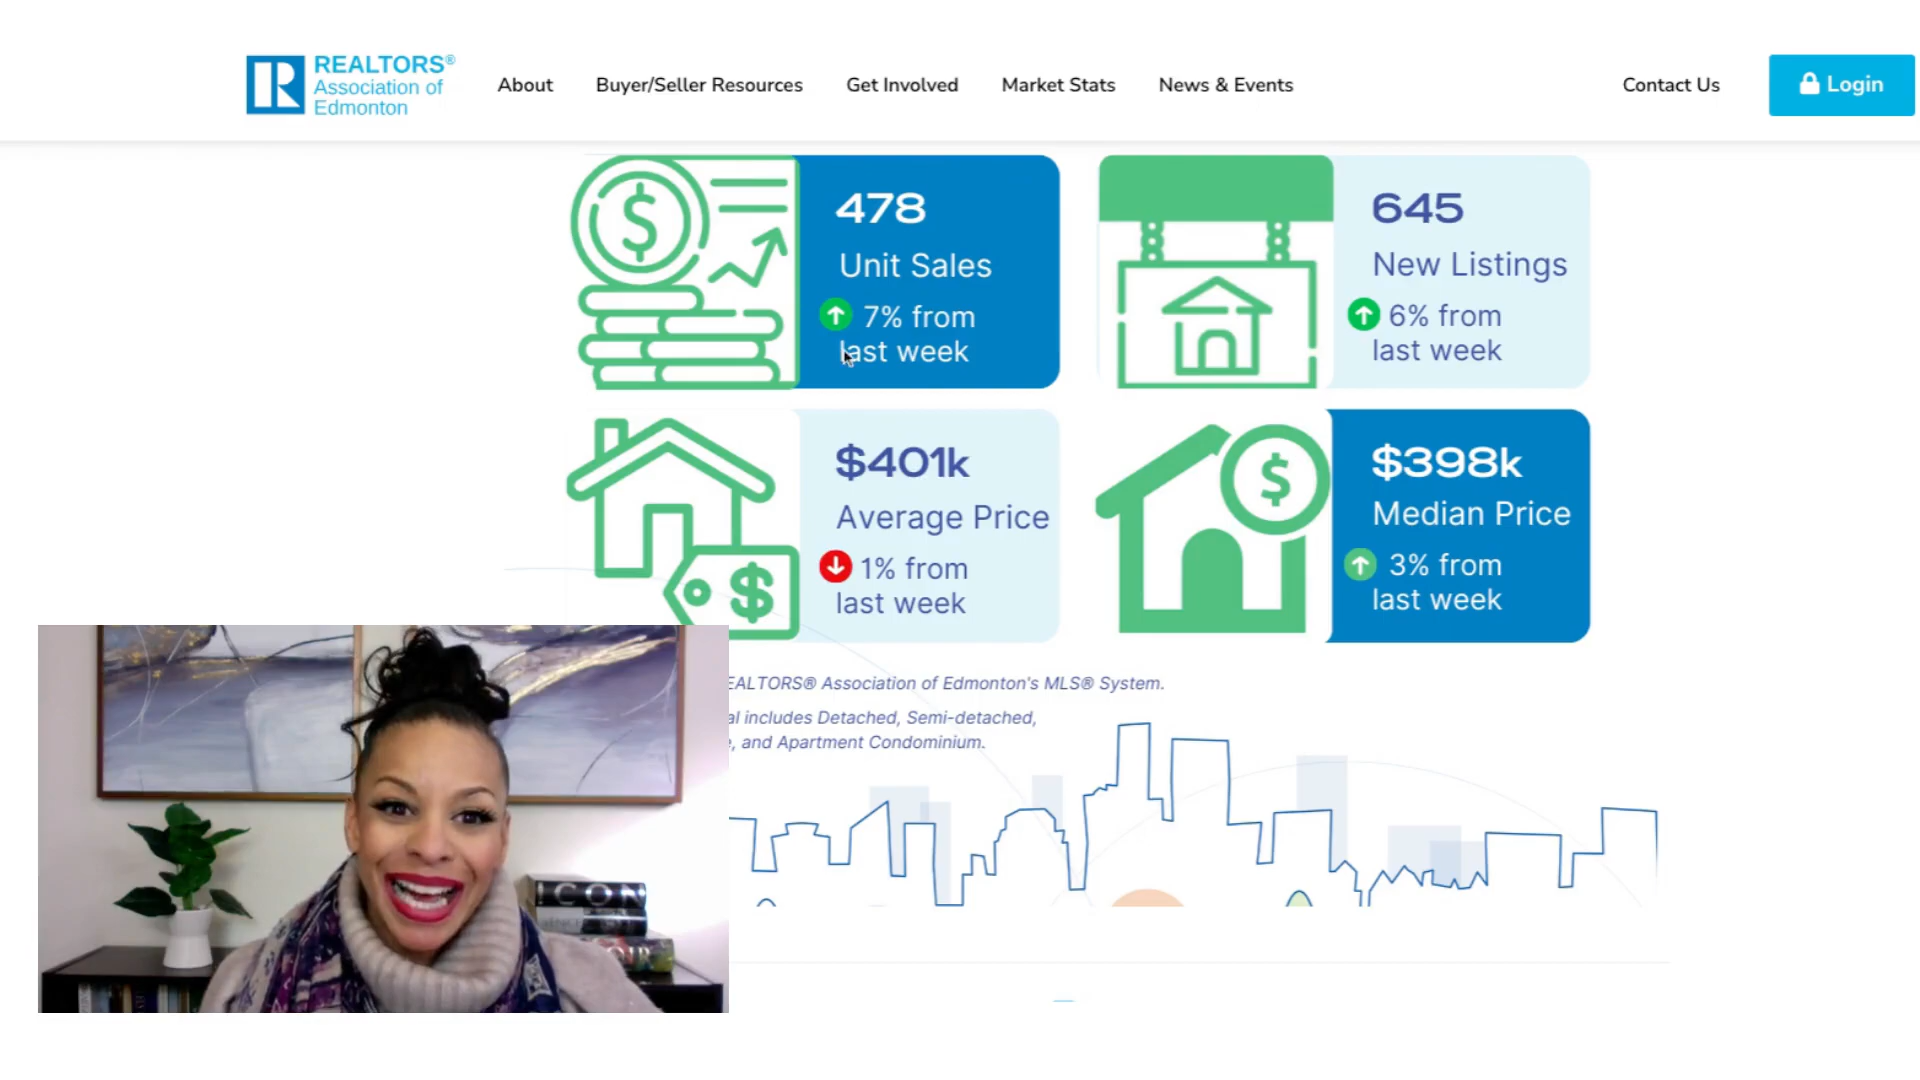 REALTORS®
Association of
Edmonton
About
Buyer/Seller Resources
Get Involved
Market Stats
News & Events
Contact Us
Login
478
Unit Sales
7% from
last week
645
New Listings
6% from
last week
$401k
Average Price
1% from
last week
$398k
Median Price
3% from
last week
EALTORS® Association of Edmonton's MLS® System.
al includes Detached, Semi-detached,
, and Apartment Condominium.
ICON